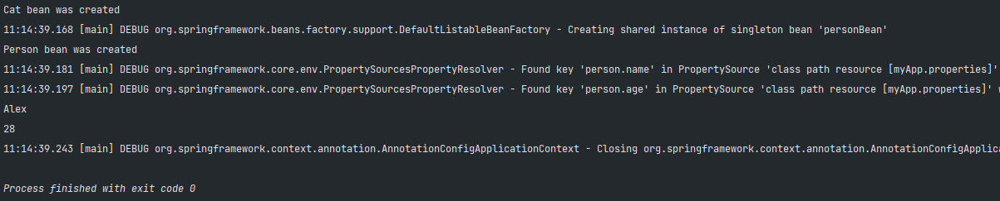 Cat bean was created
11:14:39.168 [main] DEBUG org.springframework.beans.factory.support.DefaultListableBeanFactory - Creating shared instance of singleton bean 'personBean'
Person bean was created
11:14:39.181 [main] DEBUG org.springframework.core.env.PropertySourcesPropertyResolver - Found key 'person.name' in PropertySource 'class path resource [myApp.properties]'
11:14:39.197 [main] DEBUG org.springframework.core.env.PropertySourcesPropertyResolver - Found key 'person.age' in PropertySource 'class path resource [myApp.properties]'
Alex
28
11:14:39.243 [main] DEBUG org.springframework.context.annotation.AnnotationConfigApplicationContext - Closing org.springframework.context.annotation.AnnotationConfigApplica
Process finished with exit code 0